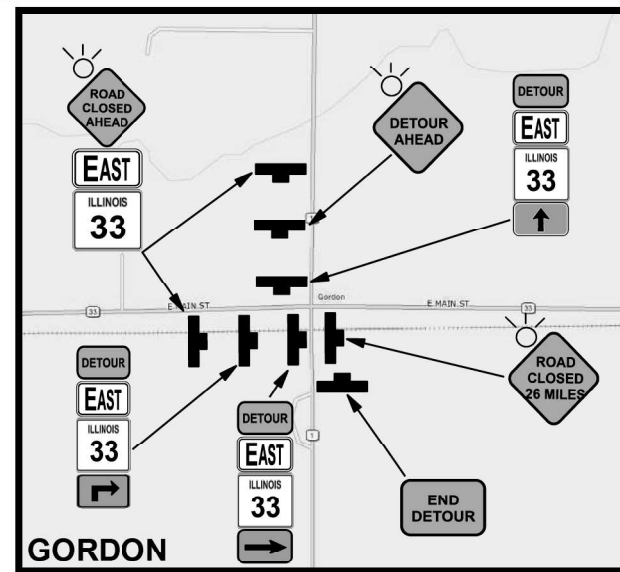 ROAD
CLOSED
AHEAD
EAST
ILLINOIS
33
DETOUR
AHEAD
DETOUR
EAST
ILLINOIS
33
1
Gordon
33
E MAIN ST
E MAIN ST
33
DETOUR
EAST
ILLINOIS
33
DETOUR
EAST
ILLINOIS
33
1
ROAD
CLOSED
26 MILES
END
DETOUR
GORDON